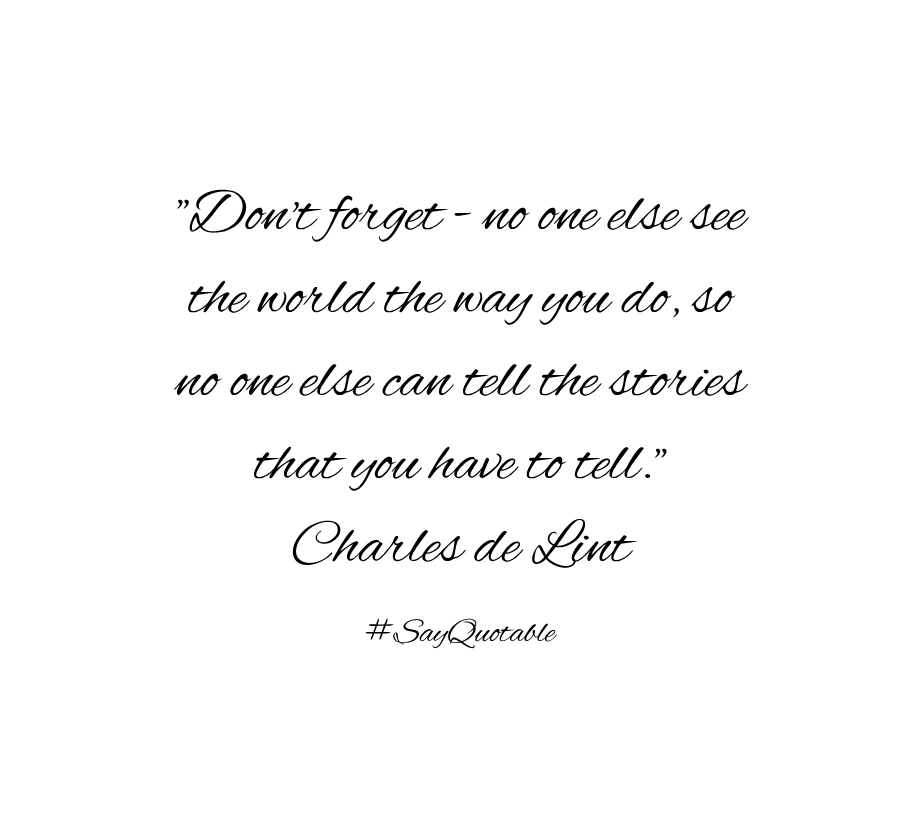 ”Don’t forget - no one else see
the world the way you do, so
no one else can tell the stories
that you have to tell.”
Charles de Lint
#SayQuotable